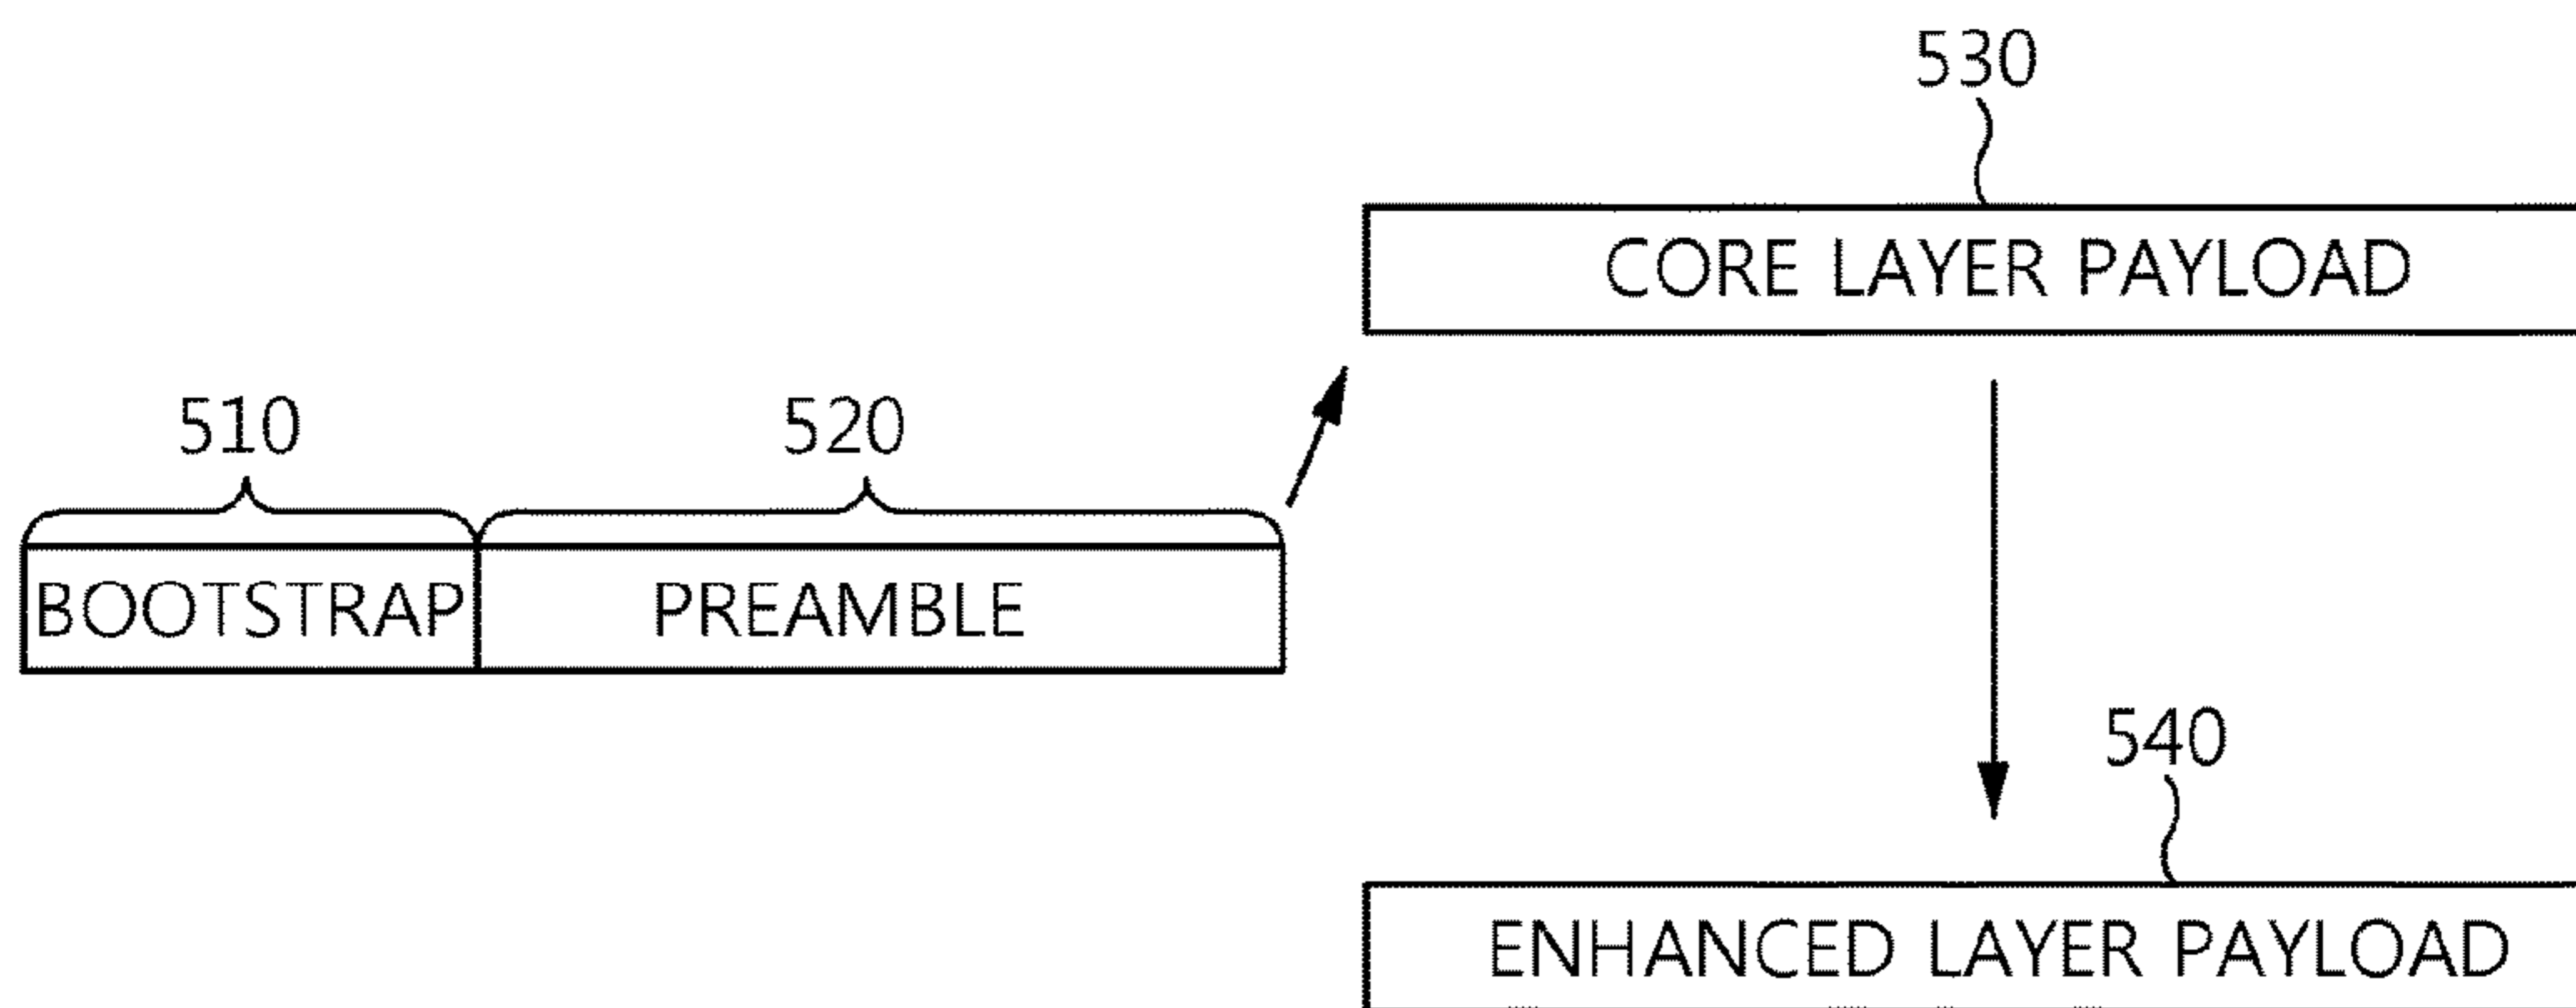 530
CORE LAYER PAYLOAD
510
520
BOOTSTRAP
PREAMBLE
540
ENHANCED LAYER PAYLOAD